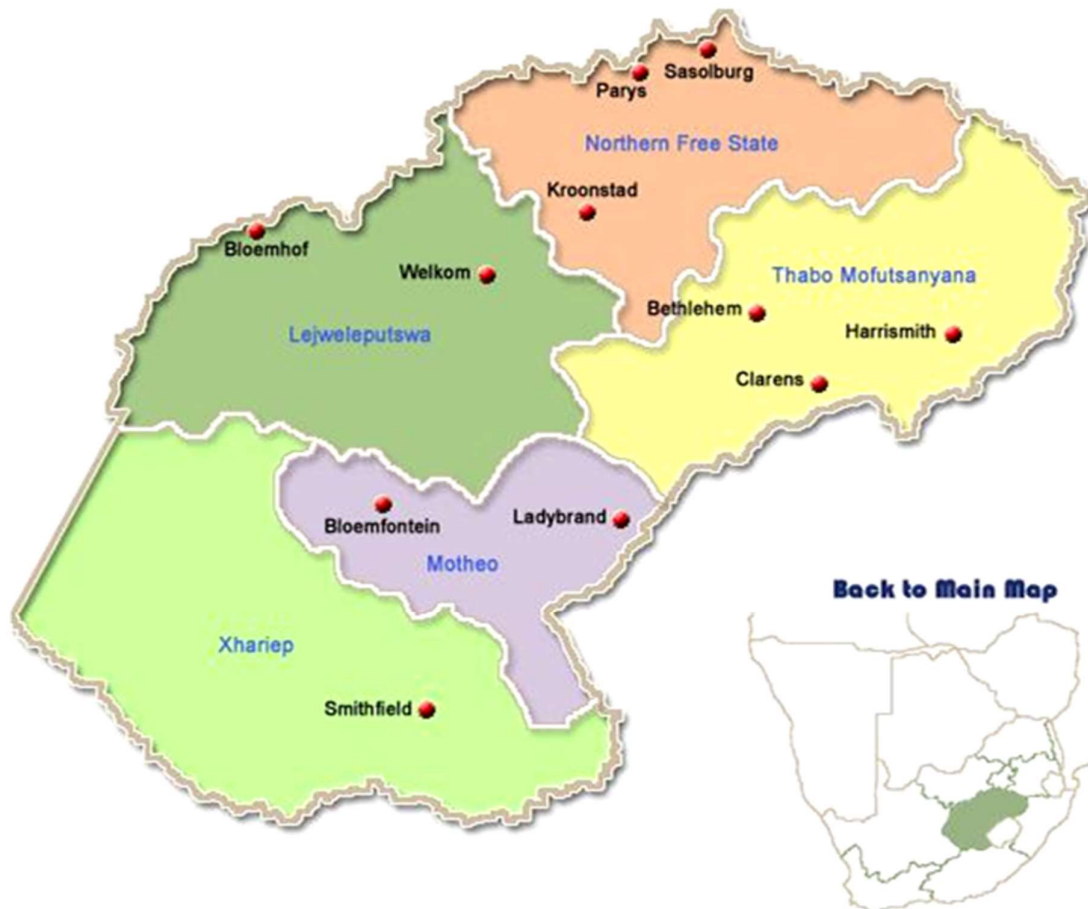 Sasolburg
Parys
Northern Free State
Kroonstad
Bloemhof
Welkom
Thabo Mofutsanyana
Bethlehem
Harrismith
Lejweleputswa
Clarens
Bloemfontein
Ladybrand
Motheo
Back to Main Map
Xhariep
Smithfield